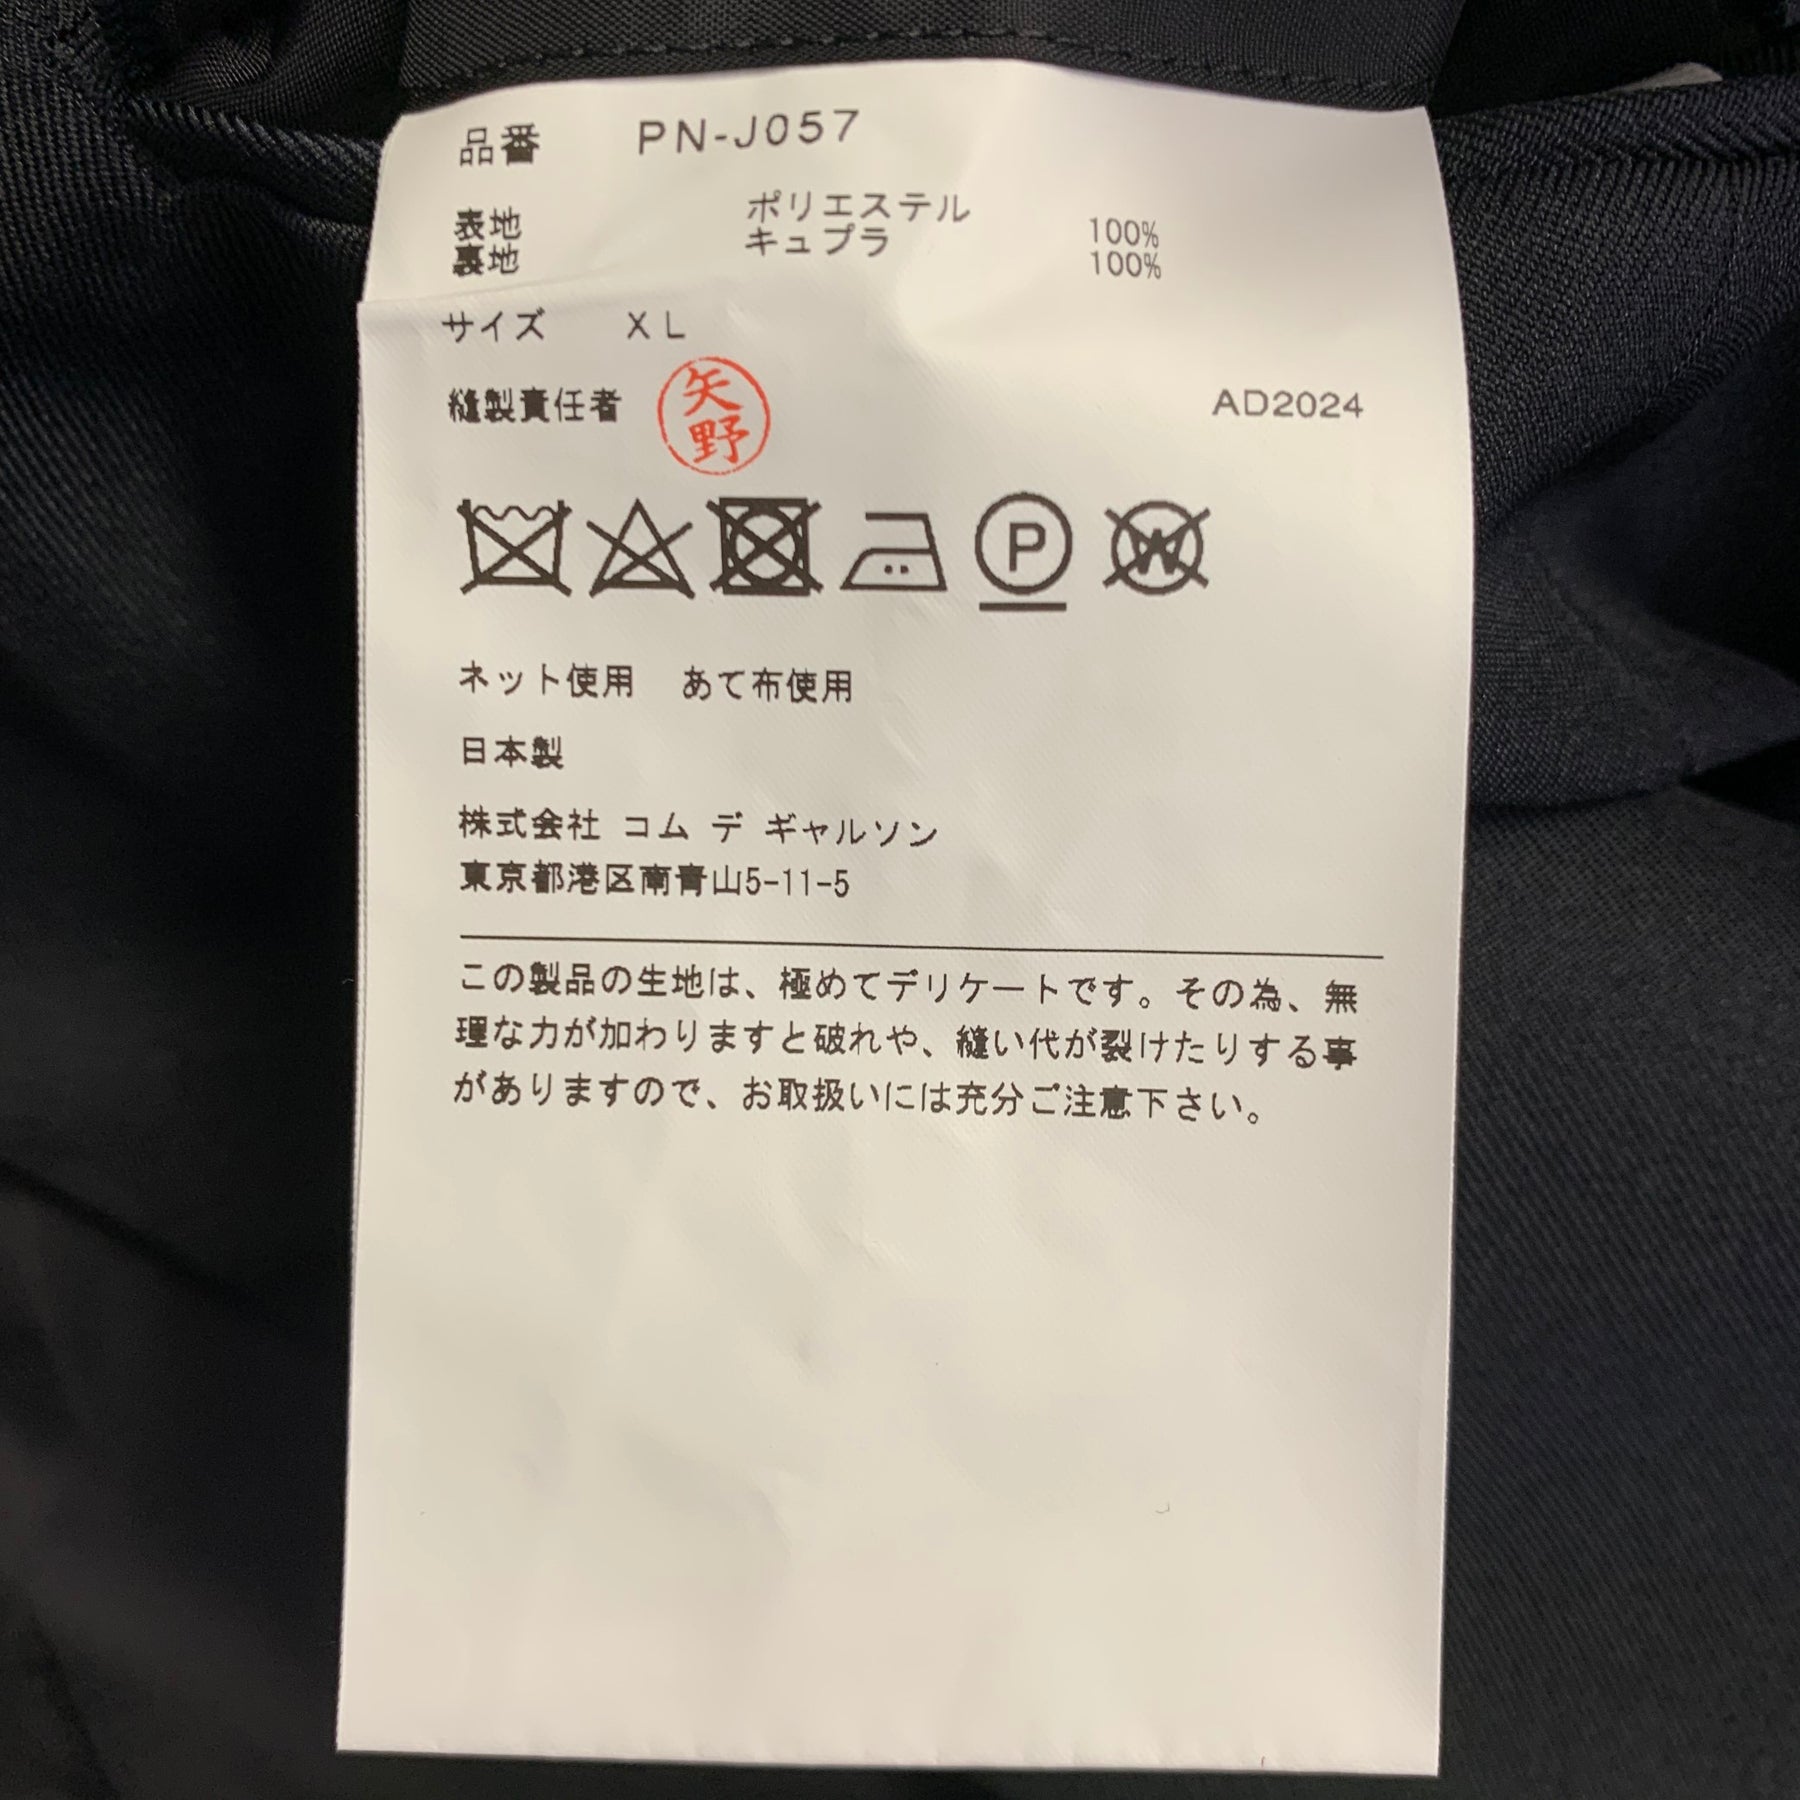 品番 PN-J057
表地 ポリエステル 100%
裏地 キュプラ 100%
サイズ XL
縫製責任者 矢野 AD2024
P W
ネット使用 あて布使用
日本製
株式会社 コム デ ギャルソン
東京都港区南青山5-11-5
この製品の生地は、極めてデリケートです。その為、無
理な力が加わりますと破れや、縫い代が裂けたりする事
がありますので、お取扱いには充分ご注意下さい。